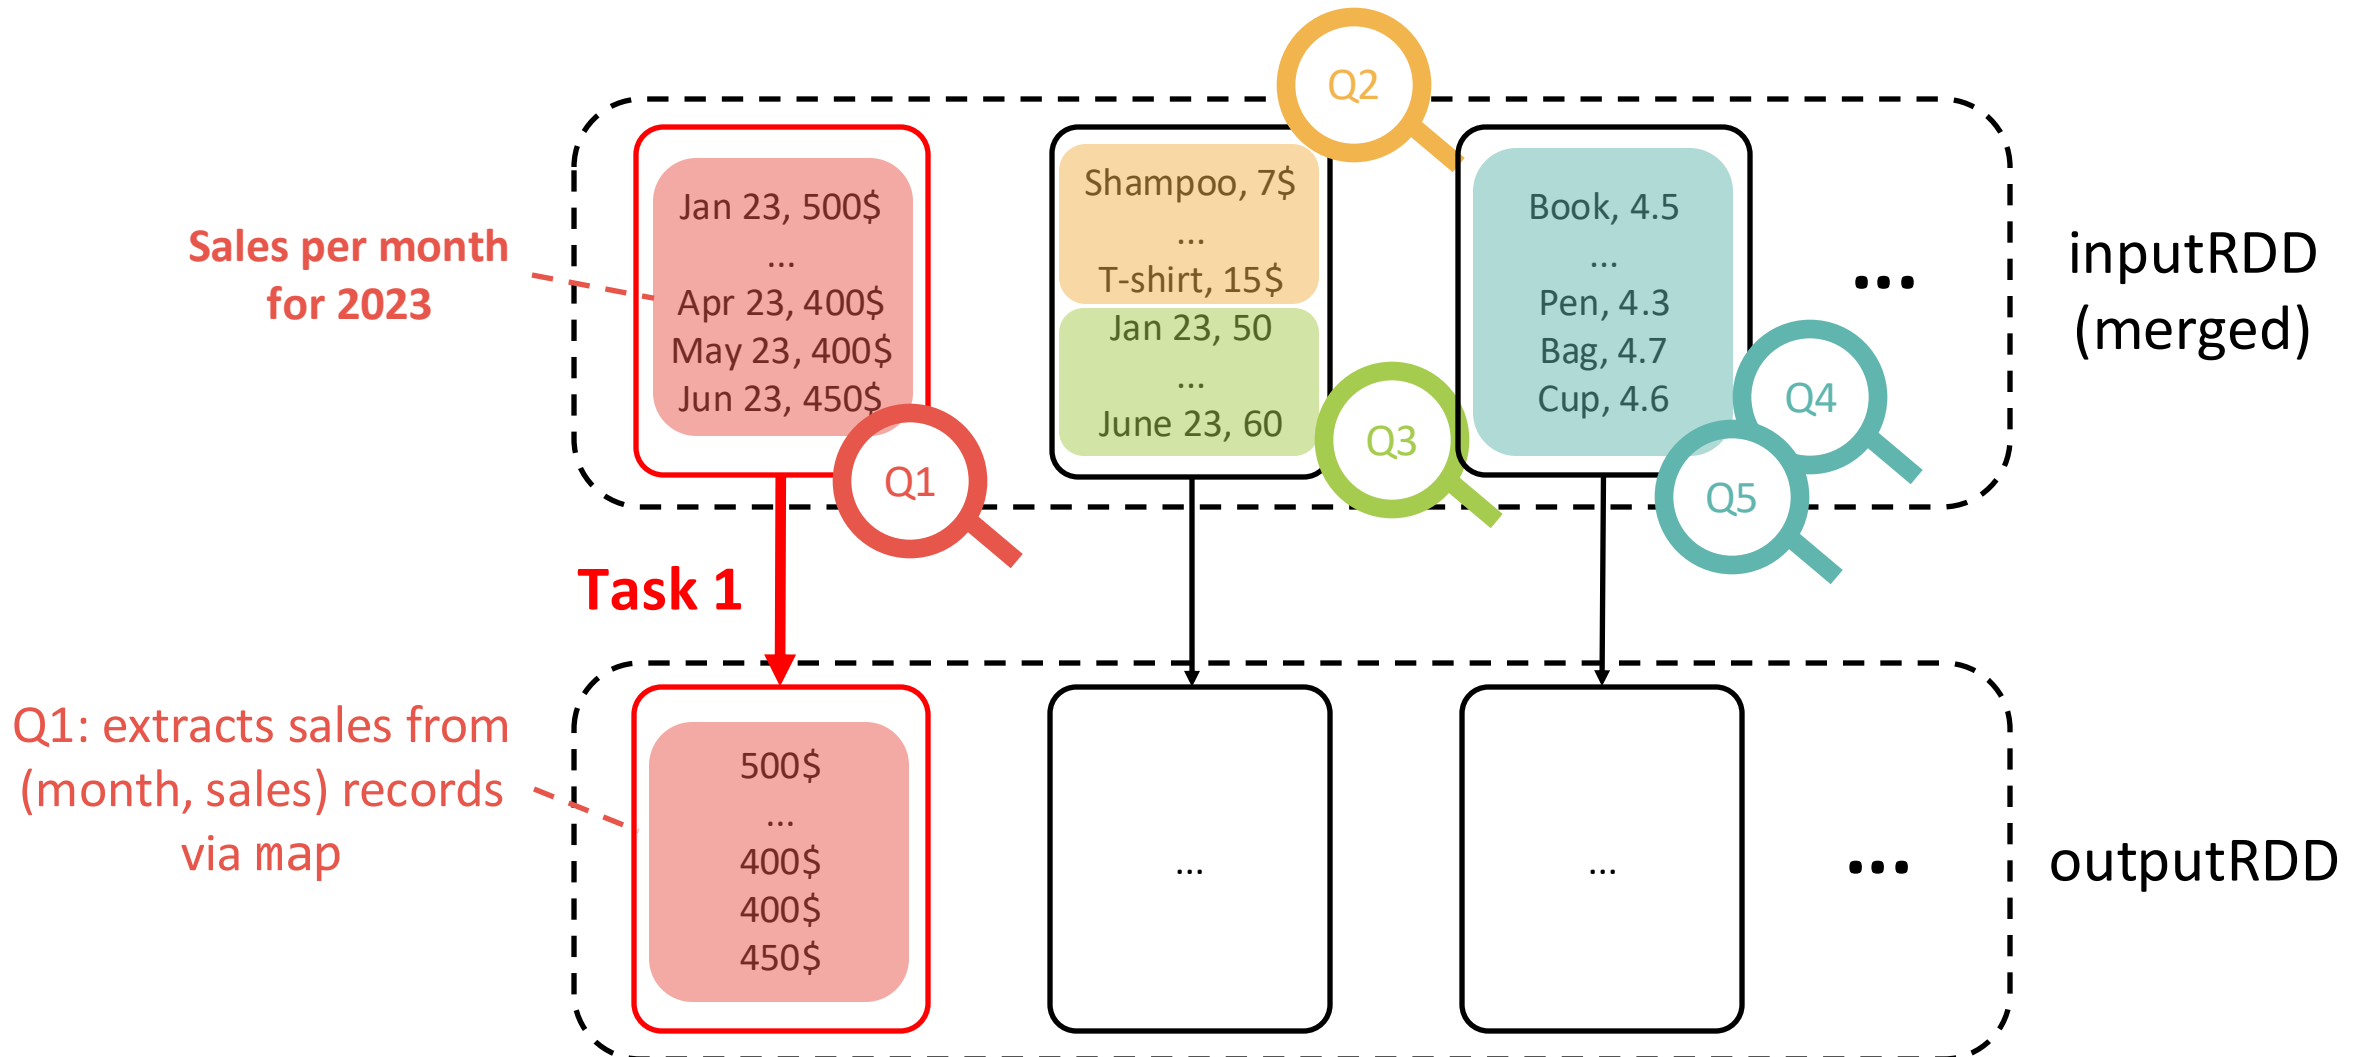 Q2
Sales per month
for 2023
Jan 23, 500$
...
Apr 23, 400$
May 23, 400$
Jun 23, 450$
Q1
Shampoo, 7$
...
T-shirt, 15$
Jan 23, 50
...
June 23, 60
Q3
Book, 4.5
...
Pen, 4.3
Bag, 4.7
Cup, 4.6
Q4
Q5
...
inputRDD
(merged)
Task 1
Q1: extracts sales from
(month, sales) records
via map
500$
...
400$
400$
450$
...
...
...
outputRDD